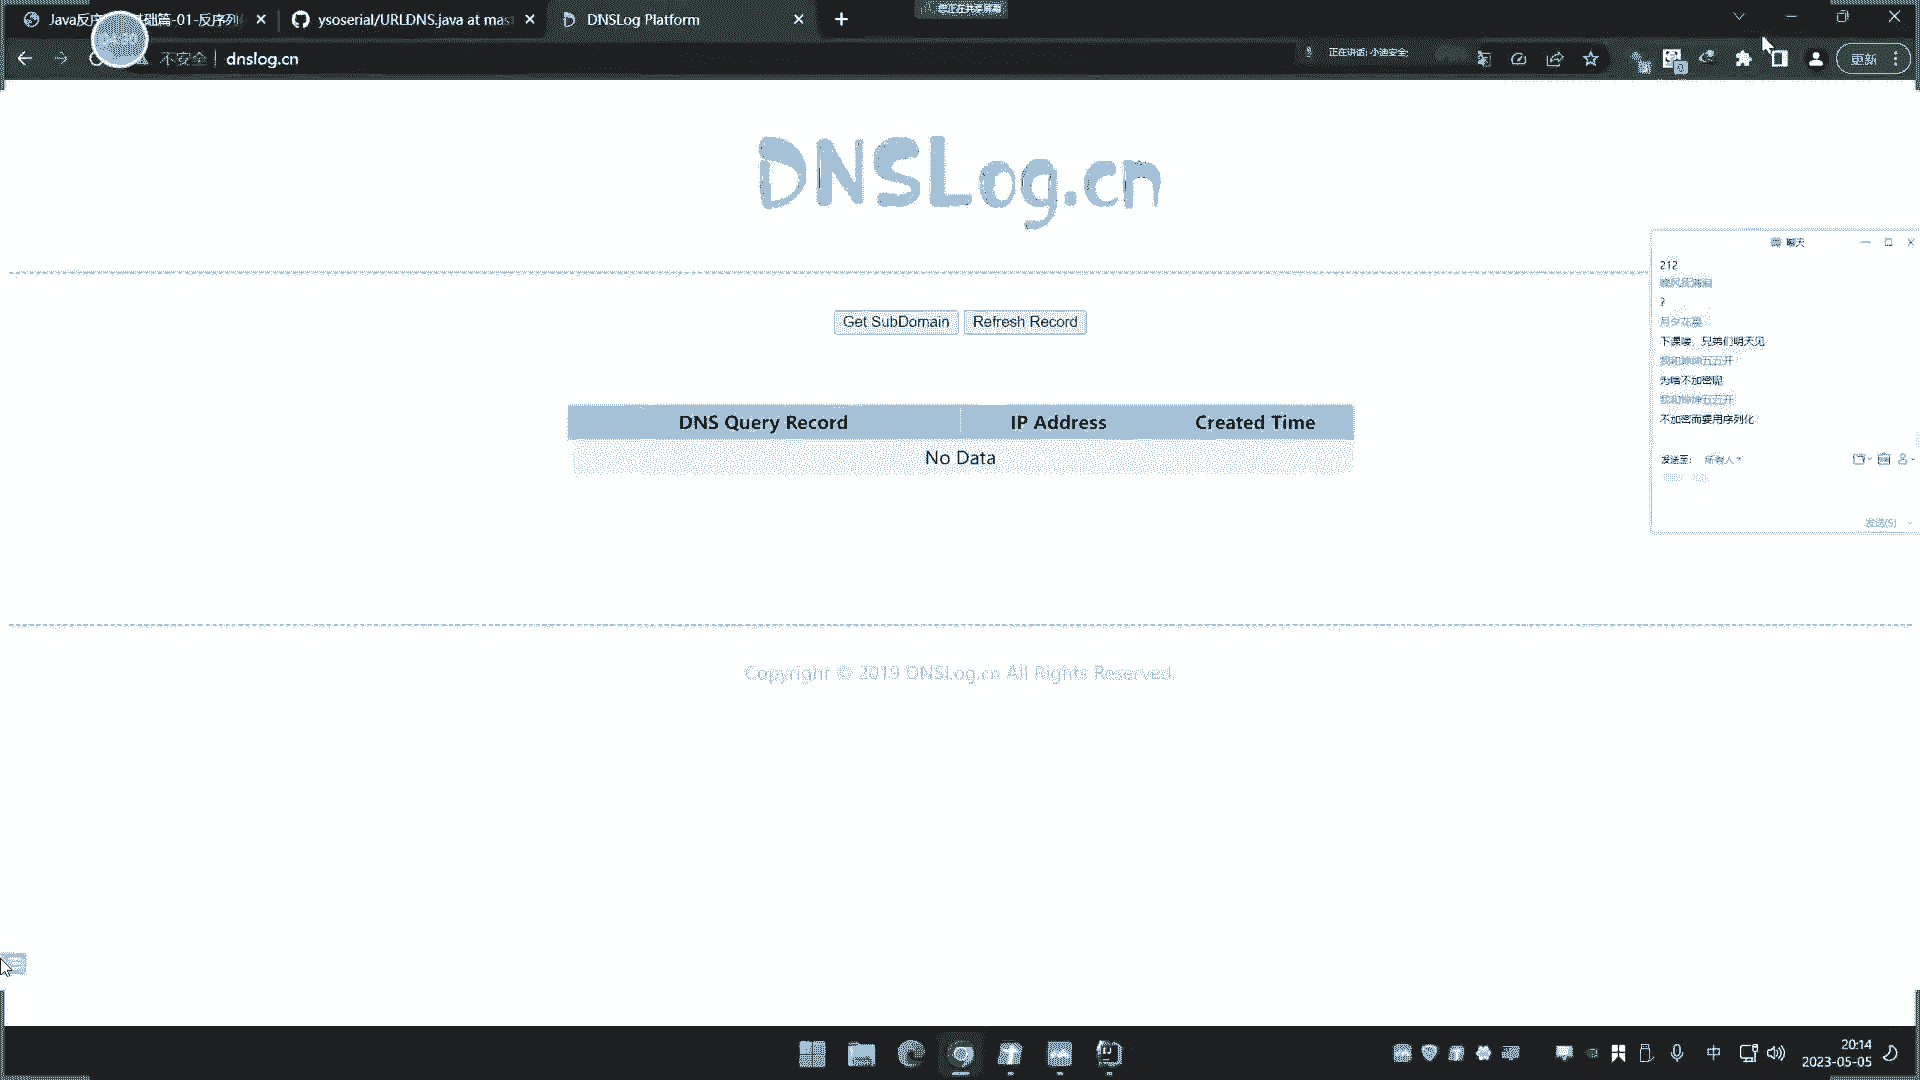 Java反序 基础篇-01-反序列
ysoserial/URLDNS.java at mas
DNSLog Platform
您正在共享屏幕
不安全
dnslog.cn
正在讲话: 小迪安全;
更新
DNSLog.cn
Get SubDomain
Refresh Record
DNS Query Record IP Address Created Time
No Data
Copyright © 2019 DNSLog.cn All Rights Reserved.
聊天
212
?
月夕花晨
下课喽，兄弟们明天见
为啥不加密呢
不加密而要用序列化
发送至: 所有人
发送(S)
中
20:14
2023-05-05